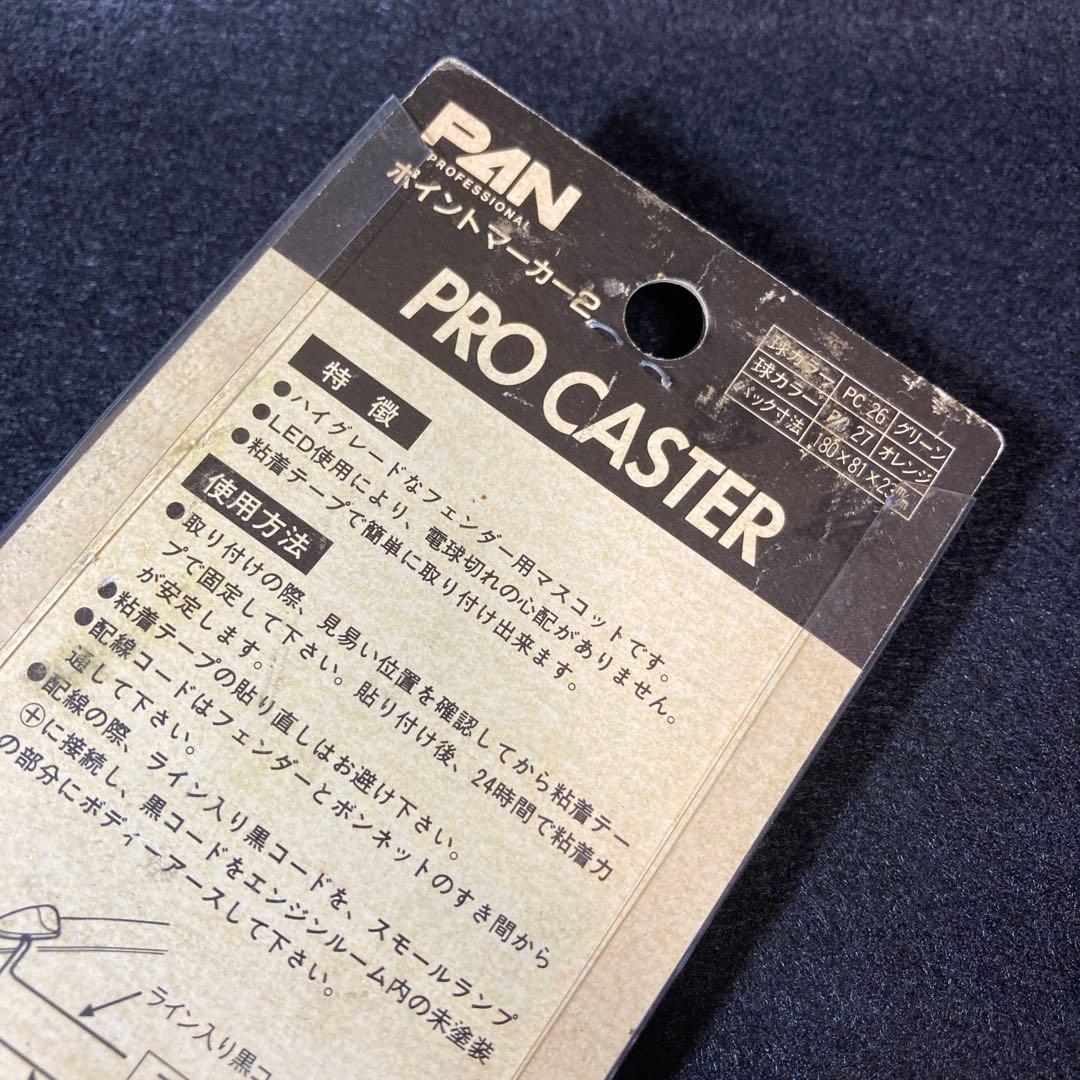 PAN
PROFESSIONAL
ポイントマーカー2
PRO CASTER
球カラー PC 26 グリーン
球カラー 27 オレンジ
パック寸法 180×81×23㎜
特徴
●ハイグレードなフェンダー用マスコットです。
●LED使用により、電球切れの心配がありません。
●粘着テープで簡単に取り付け出来ます。
使用方法
●取り付けの際、見易い位置を確認してから粘着テー
プで固定して下さい。貼り付け後、24時間で粘着力
が安定します。
●粘着テープの貼り直しはお避け下さい。
●配線コードはフェンダーとボンネットのすき間から
通して下さい。
●配線の際、ライン入り黒コードを、スモールランプ
⊕に接続し、黒コードをエンジンルーム内の未塗装
の部分にボディーアースして下さい。
ライン入り黒コ